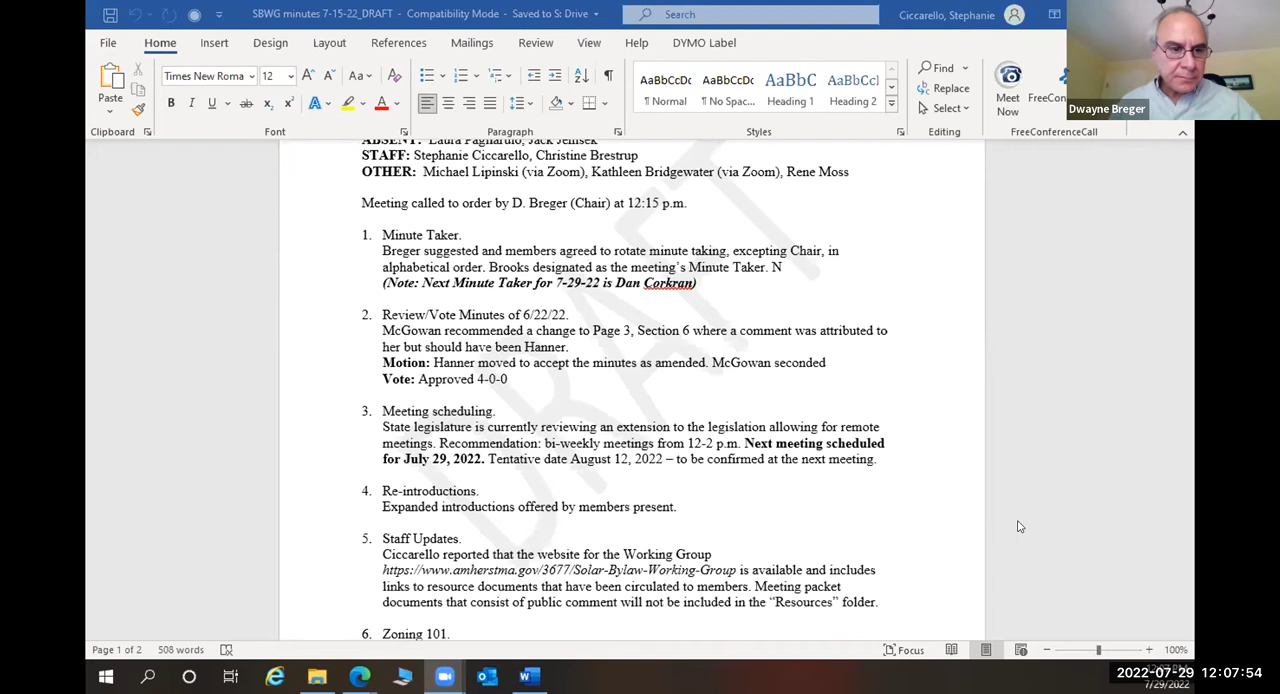 SBWG minutes 7-15-22_DRAFT - Compatibility Mode - Saved to S: Drive
Search
Ciccarello, Stephanie
File Home Insert Design Layout References Mailings Review View Help DYMO Label
Times New Roma 12
Paste
AaBbCcDc AaBbCcDc AaBbC AaBbCcl
¶ Normal ¶ No Spac... Heading 1 Heading 2
Find
Replace
Select
Meet Now
FreeCon
Dwayne Breger
Clipboard Font Paragraph Styles Editing FreeConferenceCall
ABSENT: Laura Pagliarulo, Jack Jemsek
STAFF: Stephanie Ciccarello, Christine Brestrup
OTHER: Michael Lipinski (via Zoom), Kathleen Bridgewater (via Zoom), Rene Moss
Meeting called to order by D. Breger (Chair) at 12:15 p.m.
1. Minute Taker.
Breger suggested and members agreed to rotate minute taking, excepting Chair, in
alphabetical order. Brooks designated as the meeting's Minute Taker. N
(Note: Next Minute Taker for 7-29-22 is Dan Corkran)
2. Review/Vote Minutes of 6/22/22.
McGowan recommended a change to Page 3, Section 6 where a comment was attributed to
her but should have been Hanner.
Motion: Hanner moved to accept the minutes as amended. McGowan seconded
Vote: Approved 4-0-0
3. Meeting scheduling.
State legislature is currently reviewing an extension to the legislation allowing for remote
meetings. Recommendation: bi-weekly meetings from 12-2 p.m. Next meeting scheduled
for July 29, 2022. Tentative date August 12, 2022 – to be confirmed at the next meeting.
4. Re-introductions.
Expanded introductions offered by members present.
5. Staff Updates.
Ciccarello reported that the website for the Working Group
https://www.amherstma.gov/3677/Solar-Bylaw-Working-Group is available and includes
links to resource documents that have been circulated to members. Meeting packet
documents that consist of public comment will not be included in the "Resources" folder.
6. Zoning 101.
DRAFT
Page 1 of 2 508 words
Focus
100%
2022-07-29 12:07:54
7/29/2022